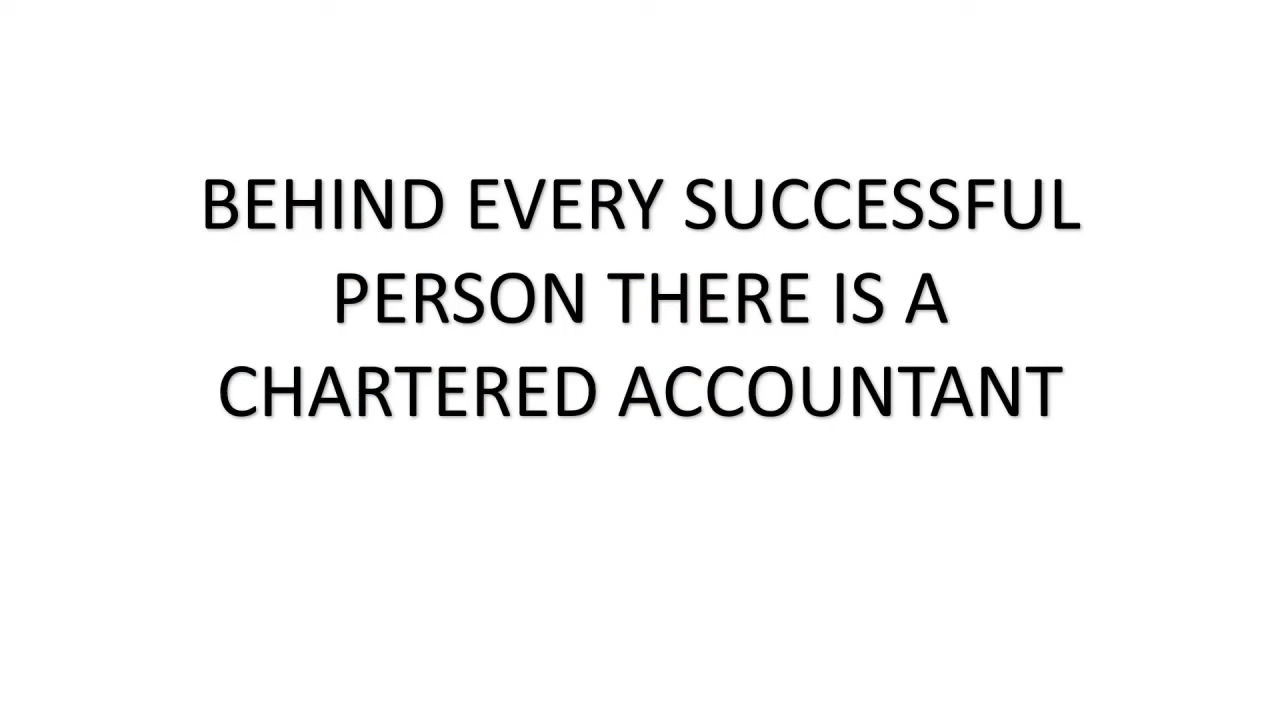 BEHIND EVERY SUCCESSFUL
PERSON THERE IS A
CHARTERED ACCOUNTANT